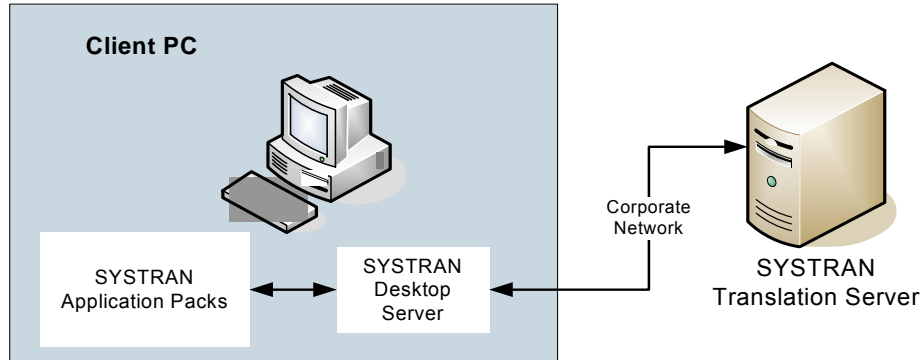 Client PC
Corporate
Network
SYSTRAN
Application Packs
SYSTRAN
Desktop
Server
SYSTRAN
Translation Server